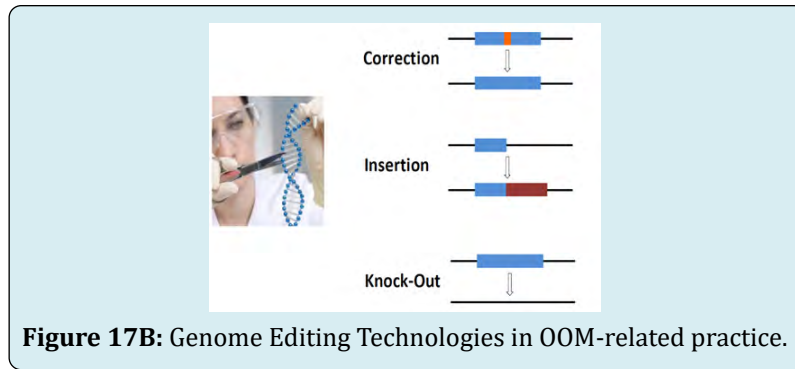 Correction
Insertion
Knock-Out
Figure 17B: Genome Editing Technologies in OOM-related practice.